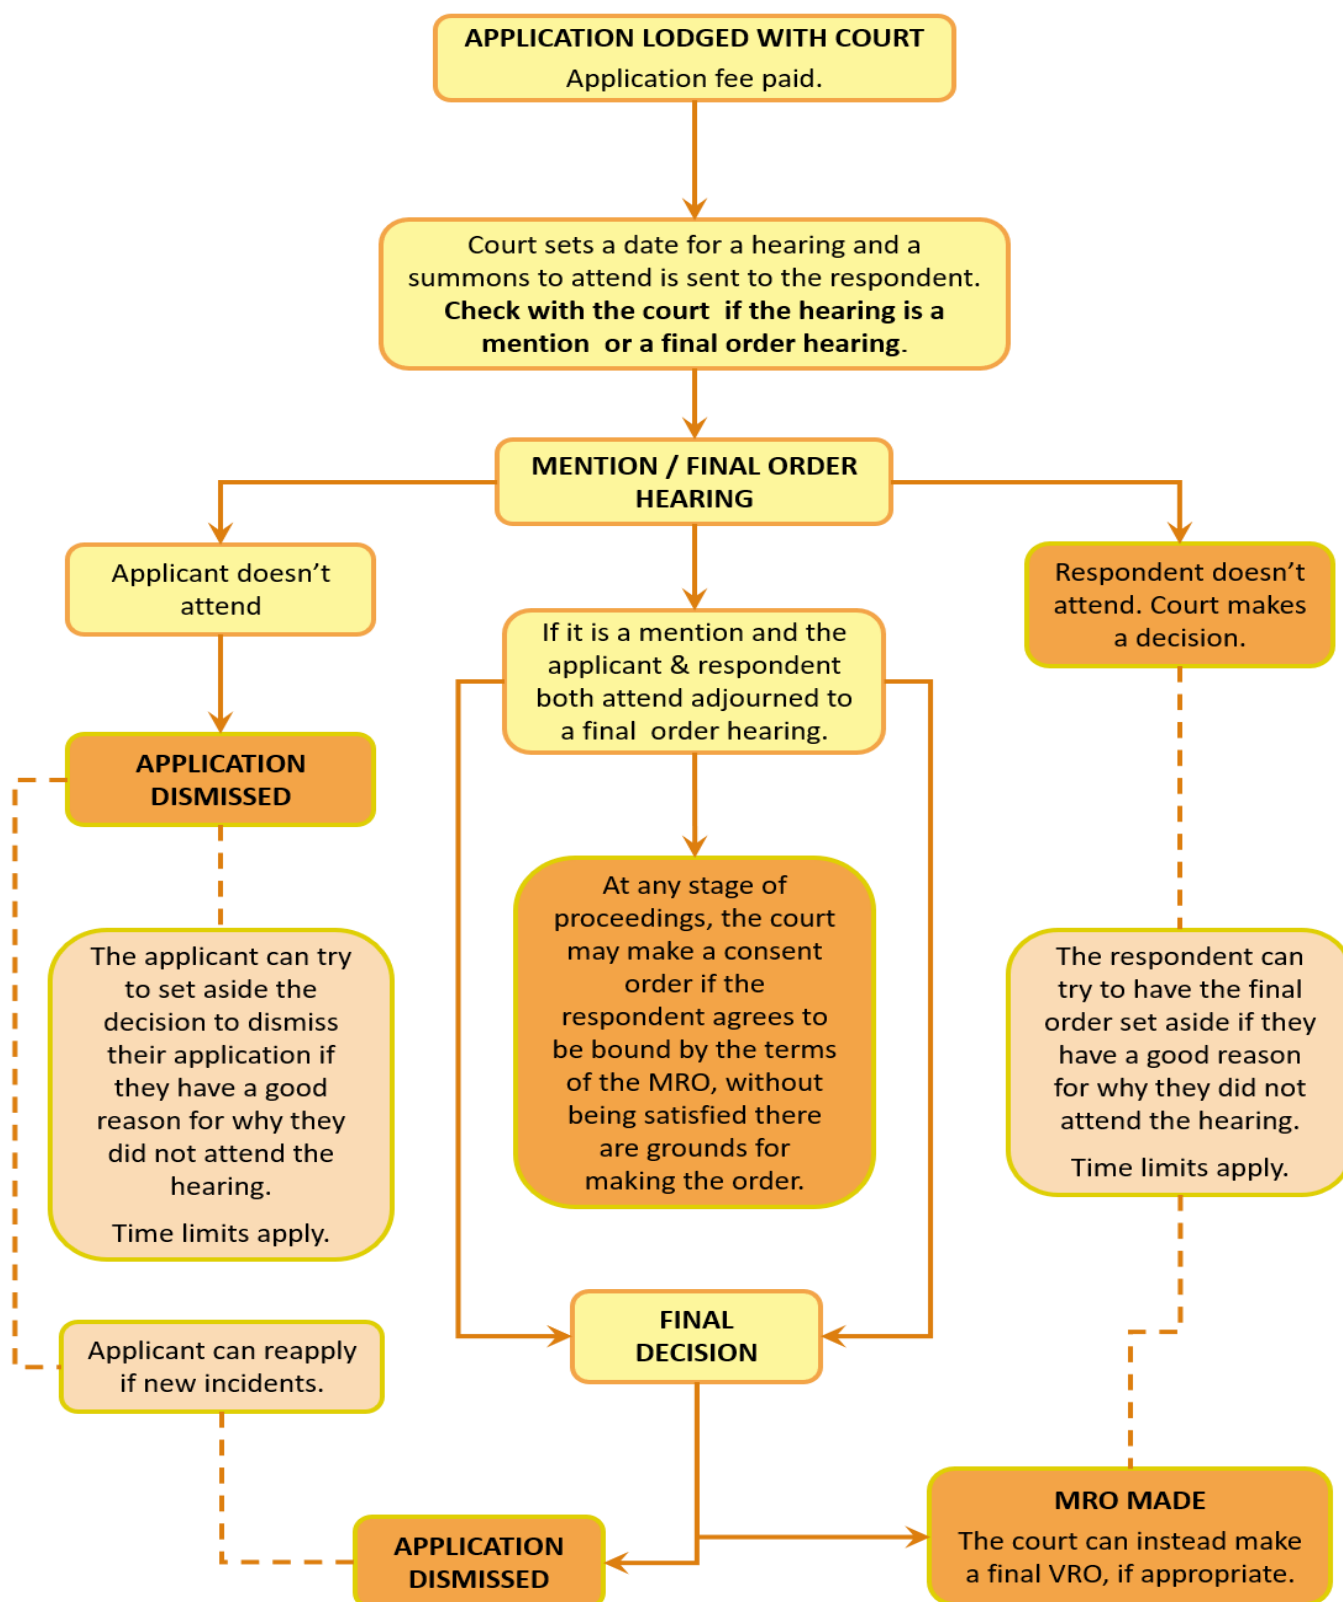 APPLICATION LODGED WITH COURT
Application fee paid.
Court sets a date for a hearing and a
summons to attend is sent to the respondent.
Check with the court if the hearing is a
mention or a final order hearing.
MENTION / FINAL ORDER
HEARING
Applicant doesn’t
attend
If it is a mention and the
applicant & respondent
both attend adjourned to
a final order hearing.
Respondent doesn’t
attend. Court makes
a decision.
APPLICATION
DISMISSED
At any stage of
proceedings, the court
may make a consent
order if the
respondent agrees to
be bound by the terms
of the MRO, without
being satisfied there
are grounds for
making the order.
The applicant can try
to set aside the
decision to dismiss
their application if
they have a good
reason for why they
did not attend the
hearing.
Time limits apply.
The respondent can
try to have the final
order set aside if they
have a good reason
for why they did not
attend the hearing.
Time limits apply.
FINAL
DECISION
Applicant can reapply
if new incidents.
MRO MADE
The court can instead make
a final VRO, if appropriate.
APPLICATION
DISMISSED